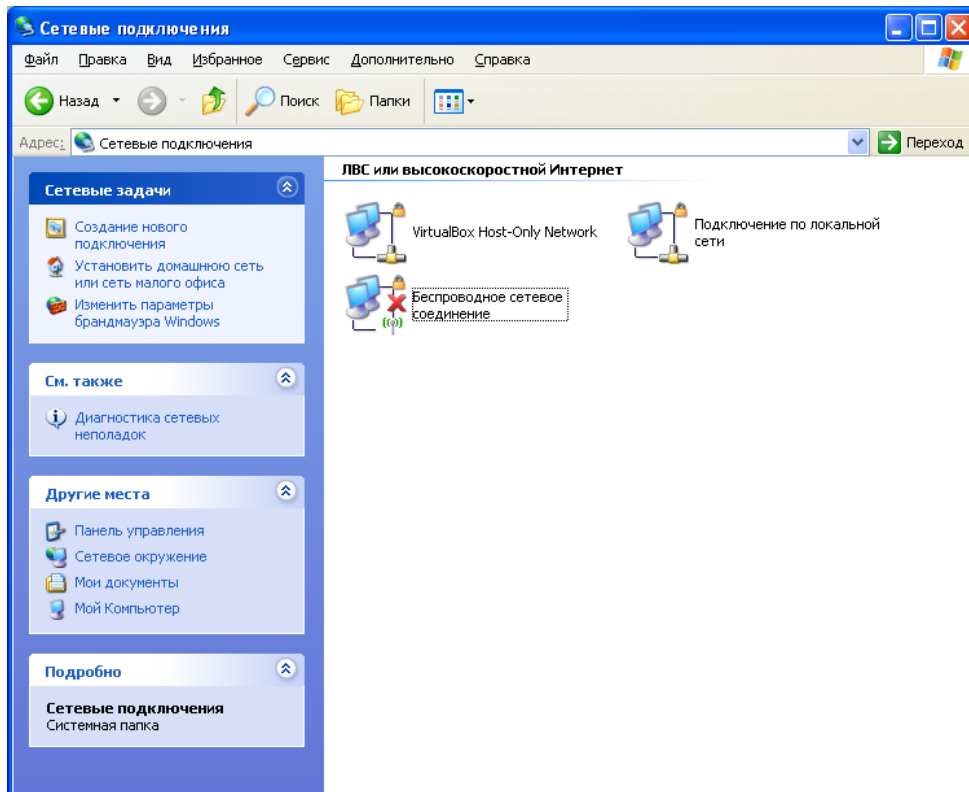 Сетевые подключения
Файл Правка Вид Избранное Сервис Дополнительно Справка
Назад Поиск Папки
Адрес: Сетевые подключения Переход
Сетевые задачи
Создание нового
подключения
Установить домашнюю сеть
или сеть малого офиса
Изменить параметры
брандмауэра Windows
См. также
Диагностика сетевых
неполадок
Другие места
Панель управления
Сетевое окружение
Мои документы
Мой Компьютер
Подробно
Сетевые подключения
Системная папка
ЛВС или высокоскоростной Интернет
VirtualBox Host-Only Network
Подключение по локальной
сети
Беспроводное сетевое
соединение